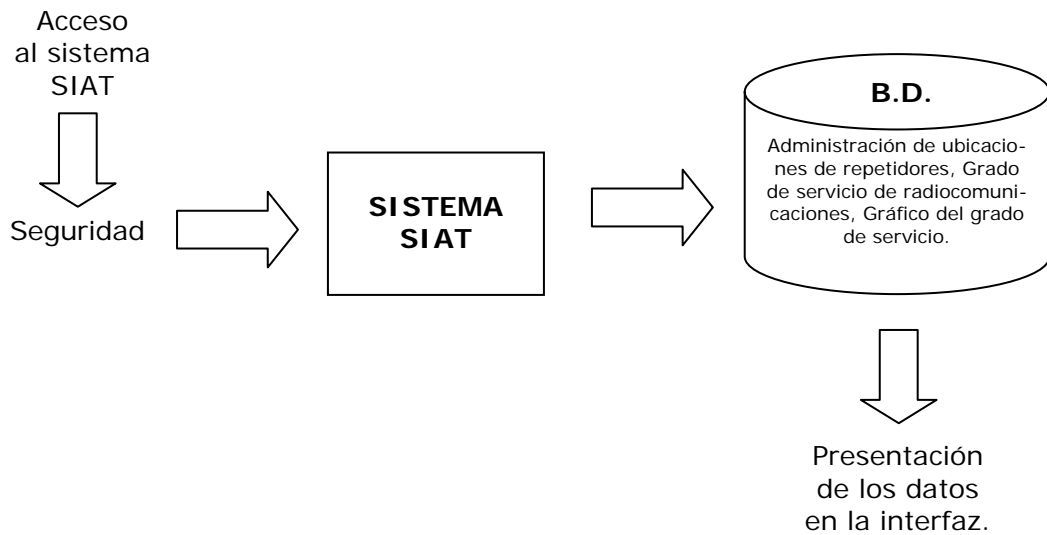 Acceso
al sistema
SIAT
Seguridad
SISTEMA
SIAT
B.D.
Administración de ubicacio-
nes de repetidores, Grado
de servicio de radiocomuni-
caciones, Gráfico del grado
de servicio.
Presentación
de los datos
en la interfaz.